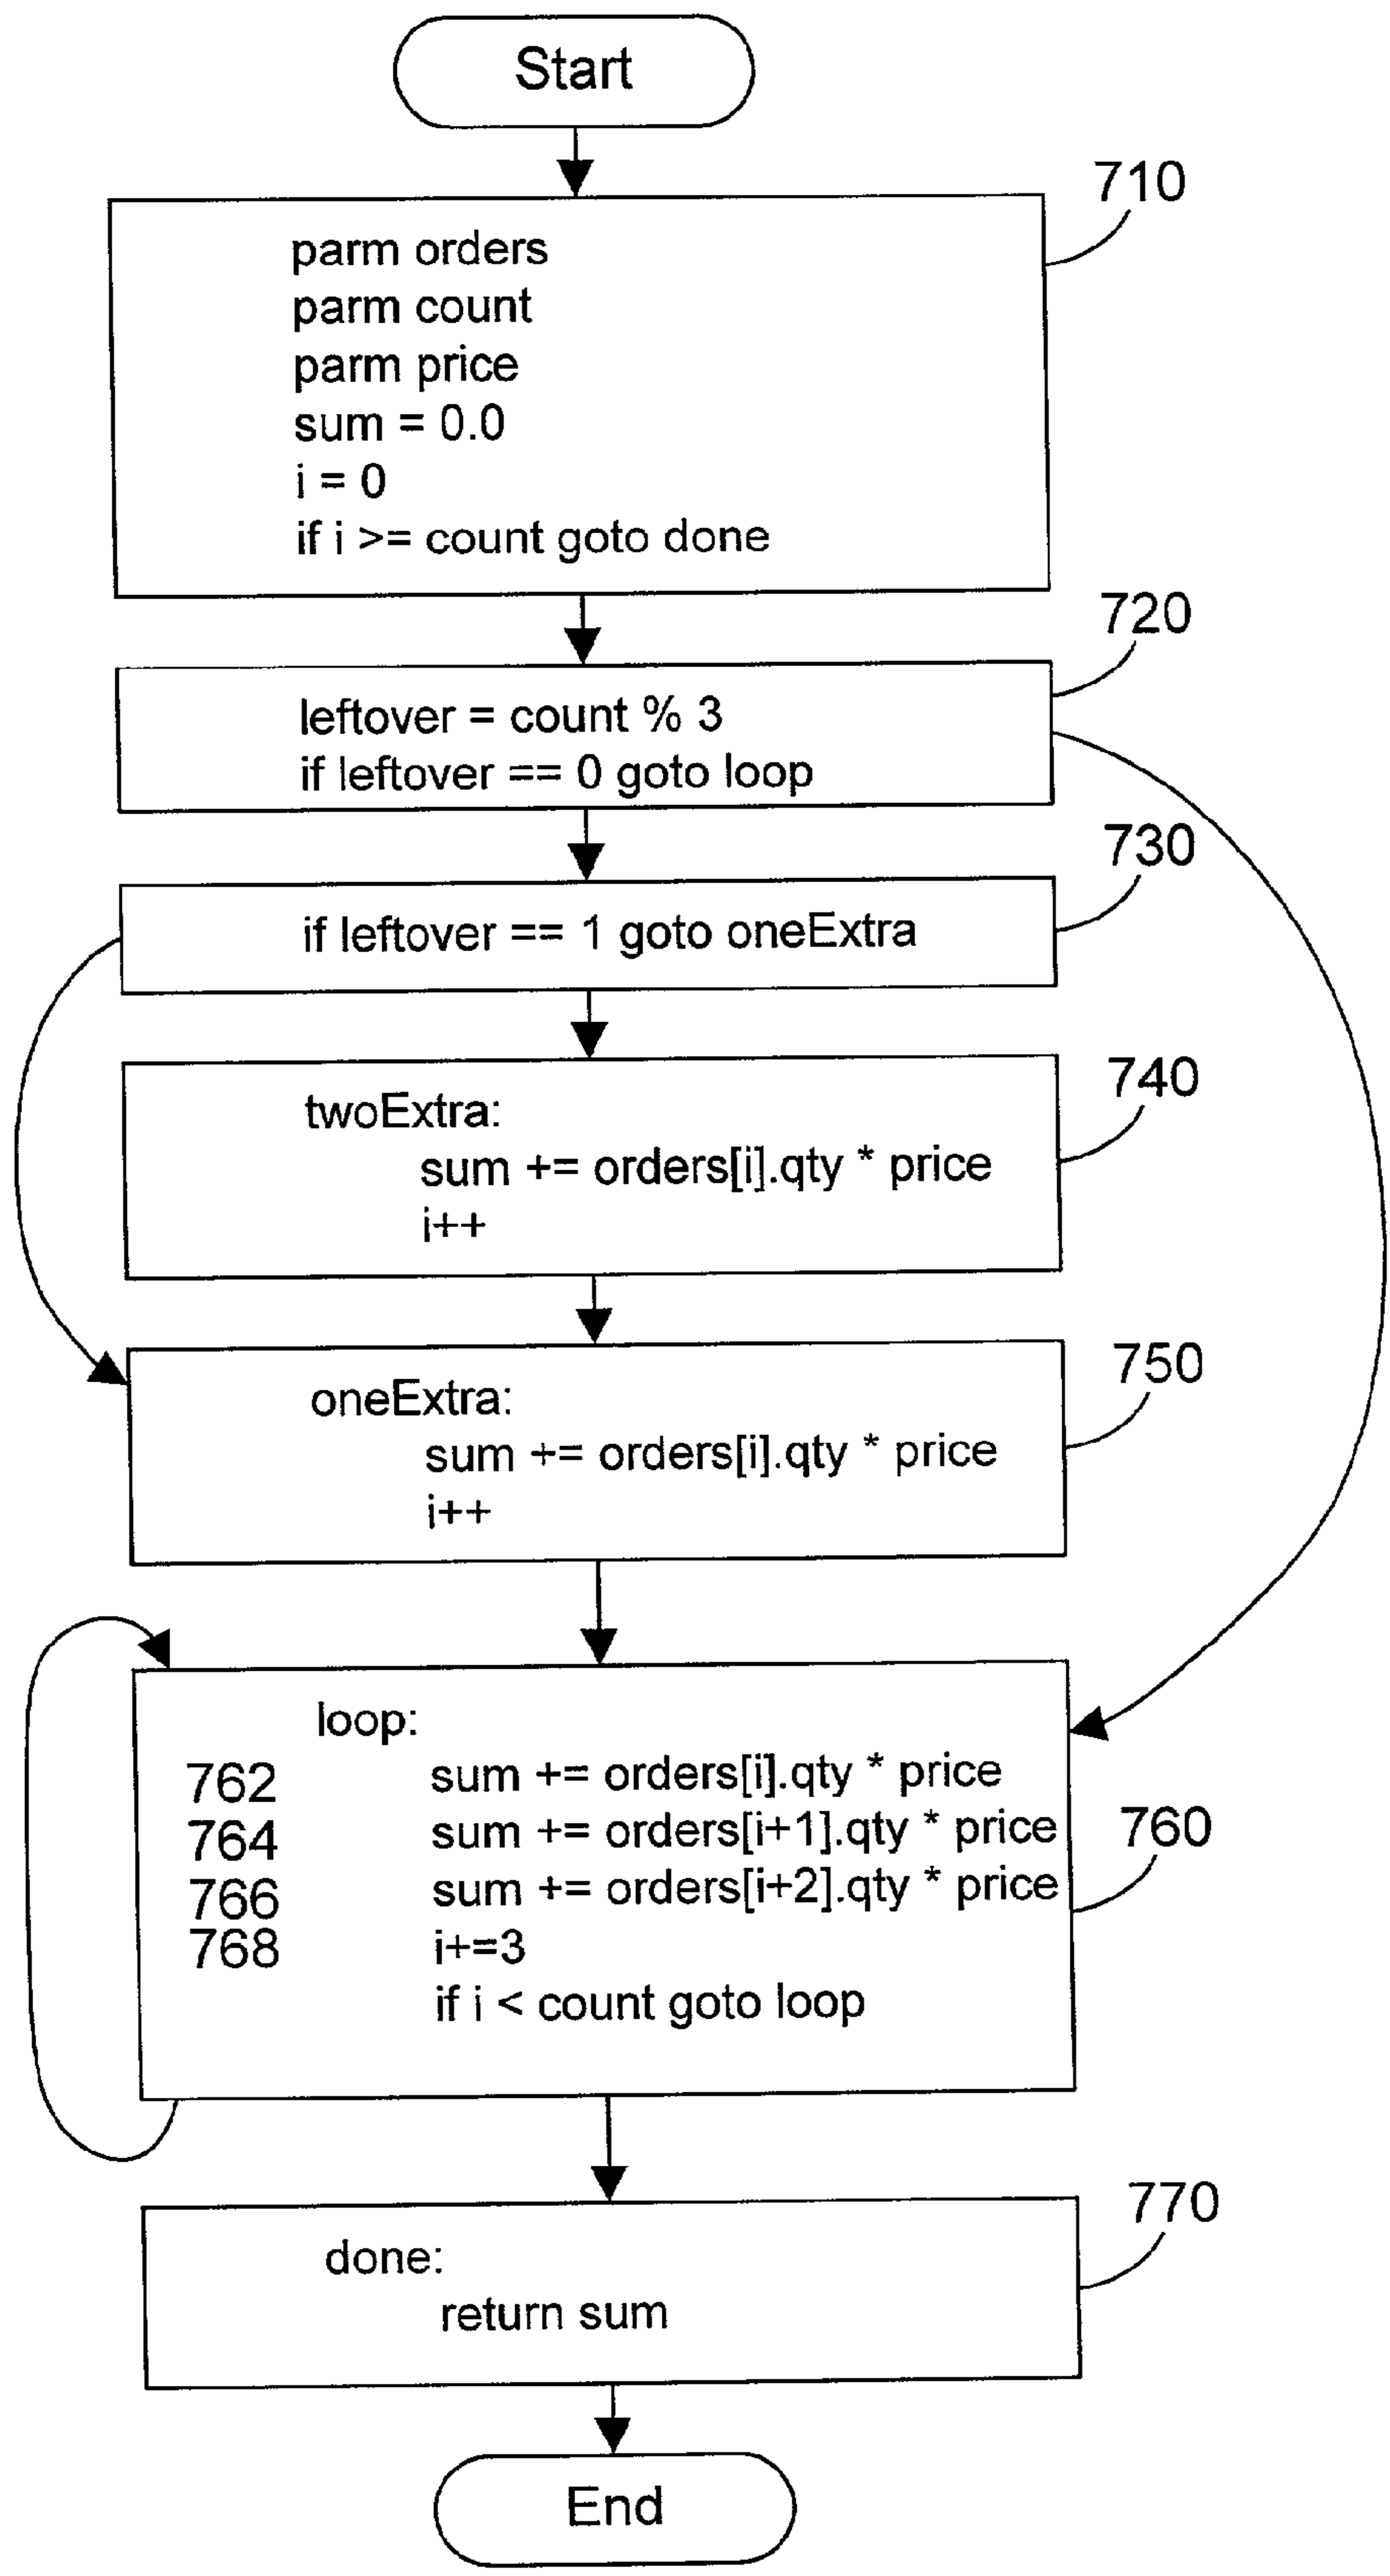 Start
710
parm orders
parm count
parm price
sum = 0.0
i = 0
if i >= count goto done
720
leftover = count % 3
if leftover == 0 goto loop
730
if leftover == 1 goto oneExtra
740
twoExtra:
sum += orders[i].qty * price
i++
750
oneExtra:
sum += orders[i].qty * price
i++
loop:
762 sum += orders[i].qty * price
764 sum += orders[i+1].qty * price 760
766 sum += orders[i+2].qty * price
768 i+=3
if i < count goto loop
770
done:
return sum
End